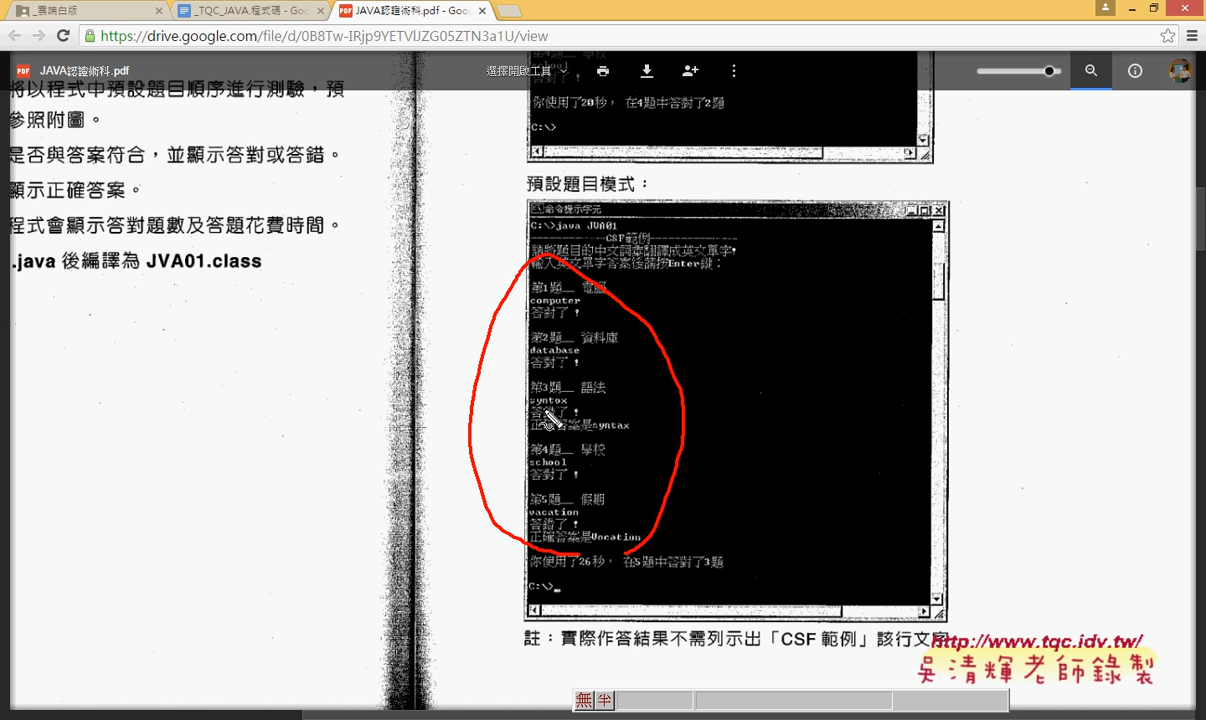 _雲端白版
_TQC_JAVA.程式碼 - Goo
JAVA認證術科.pdf - Goog
https://drive.google.com/file/d/0B8Tw-IRjp9YETVlJZG05ZTN3a1U/view
JAVA認證術科.pdf
選擇開啟工具
將以程式中預設題目順序進行測驗，預
參照附圖。
是否與答案符合，並顯示答對或答錯。
顯示正確答案。
程式會顯示答對題數及答題花費時間。
.java 後編譯為 JVA01.class
你使用了20秒， 在4題中答對了2題
C:\>
預設題目模式：
命令提示字元
C:\>java JVA01
----------CSF範例----------
請將題目的中文詞彙翻譯成英文單字!
輸入英文單字答案後請按Enter鍵：
第1題__ 電腦
computer
答對了！
第2題__ 資料庫
database
答對了！
第3題__ 語法
syntox
答錯了！
正確答案是syntax
第4題__ 學校
school
答對了！
第5題__ 假期
vacation
答錯了！
正確答案是Vocation
你使用了26秒， 在5題中答對了3題
C:\>_
註：實際作答結果不需列示出「CSF 範例」該行文字
http://www.tqc.idv.tw/
吳清輝老師錄製
無 半